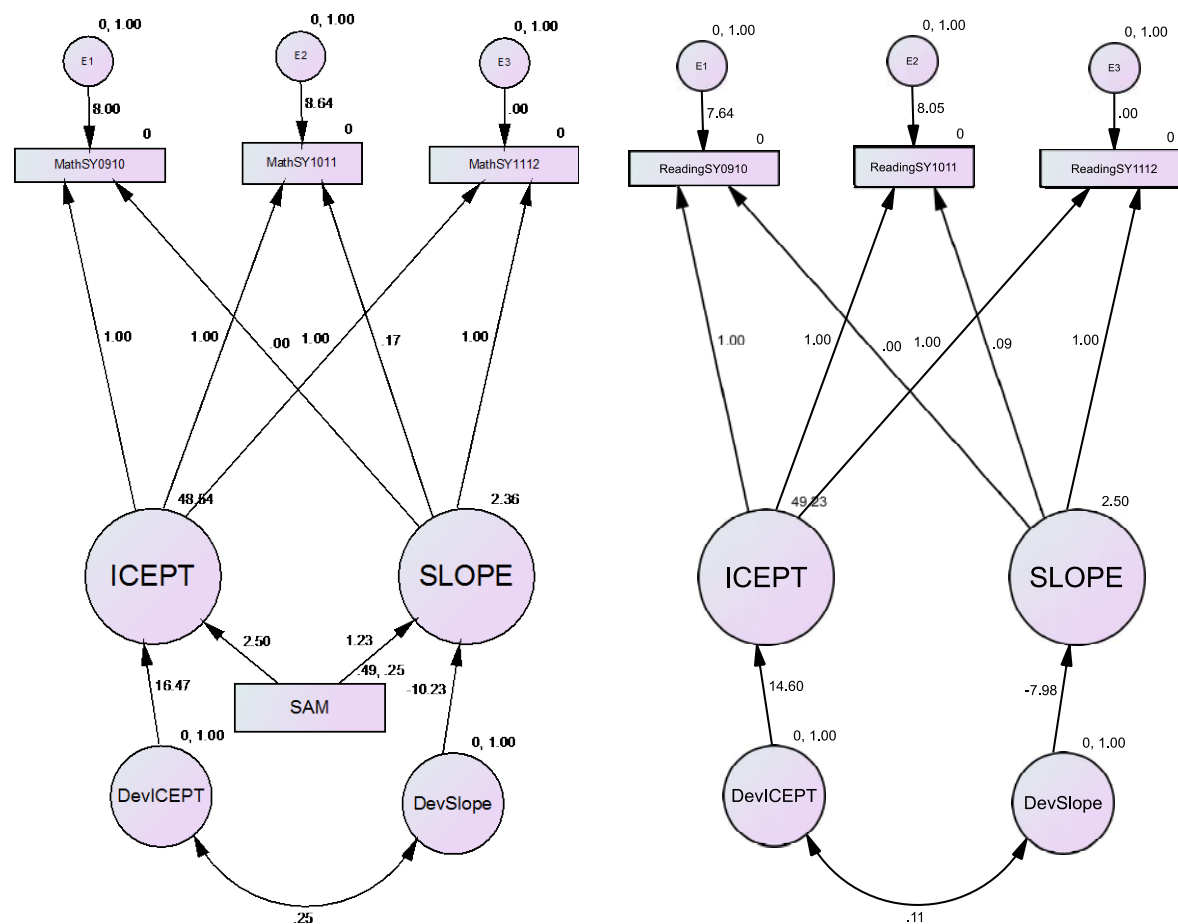 0, 1.00
0, 1.00
0, 1.00
E1
E2
E3
8.00
8.64
.00
0
0
0
MathSY0910
MathSY1011
MathSY1112
1.00
1.00
.00
1.00
.17
1.00
48.54
2.36
ICEPT
SLOPE
2.50
1.23
.49, .25
16.47
-10.23
SAM
0, 1.00
0, 1.00
DevICEPT
DevSlope
.25
0, 1.00
0, 1.00
0, 1.00
E1
E2
E3
7.64
8.05
.00
0
0
0
ReadingSY0910
ReadingSY1011
ReadingSY1112
1.00
1.00
.00
1.00
.09
1.00
49.23
2.50
ICEPT
SLOPE
14.60
-7.98
0, 1.00
0, 1.00
DevICEPT
DevSlope
.11